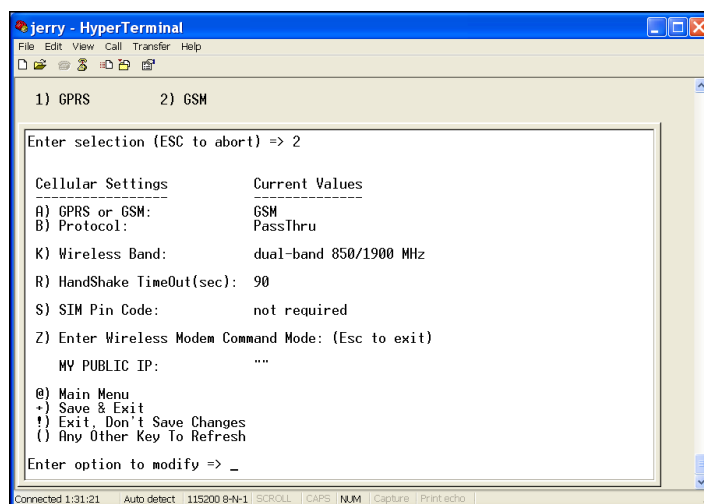 jerry - HyperTerminal
File Edit View Call Transfer Help
1) GPRS 2) GSM
Enter selection (ESC to abort) => 2
Cellular Settings Current Values
----------------- --------------
A) GPRS or GSM: GSM
B) Protocol: PassThru
K) Wireless Band: dual-band 850/1900 MHz
R) HandShake TimeOut(sec): 90
S) SIM Pin Code: not required
Z) Enter Wireless Modem Command Mode: (Esc to exit)
MY PUBLIC IP: ""
@) Main Menu
+) Save & Exit
!) Exit, Don't Save Changes
() Any Other Key To Refresh
Enter option to modify => _
Connected 1:31:21 Auto detect 115200 8-N-1 SCROLL CAPS NUM Capture Print echo